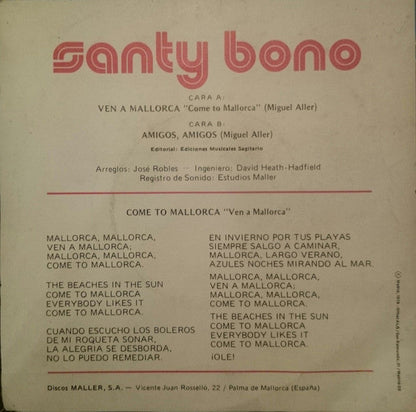 santy bono
CARA A:
VEN A MALLORCA "Come to Mallorca" (Miguel Aller)
CARA B:
AMIGOS, AMIGOS (Miguel Aller)
Editorial: Ediciones Musicales Sagitario
Arreglos: José Robles — Ingeniero: David Heath-Hadfield
Registro de Sonido: Estudios Maller
COME TO MALLORCA "Ven a Mallorca"
MALLORCA, MALLORCA,
VEN A MALLORCA;
MALLORCA, MALLORCA,
COME TO MALLORCA.
THE BEACHES IN THE SUN
COME TO MALLORCA
EVERYBODY LIKES IT
COME TO MALLORCA.
CUANDO ESCUCHO LOS BOLEROS
DE MI ROQUETA SONAR,
LA ALEGRIA SE DESBORDA,
NO LO PUEDO REMEDIAR.
EN INVIERNO POR TUS PLAYAS
SIEMPRE SALGO A CAMINAR,
MALLORCA, LARGO VERANO,
AZULES NOCHES MIRANDO AL MAR.
MALLORCA, MALLORCA,
VEN A MALLORCA;
MALLORCA, MALLORCA,
COME TO MALLORCA.
THE BEACHES IN THE SUN
COME TO MALLORCA
EVERYBODY LIKES IT
COME TO MALLORCA.
¡OLE!
Discos MALLER, S.A. — Vicente Juan Rosselló, 22 / Palma de Mallorca (España)